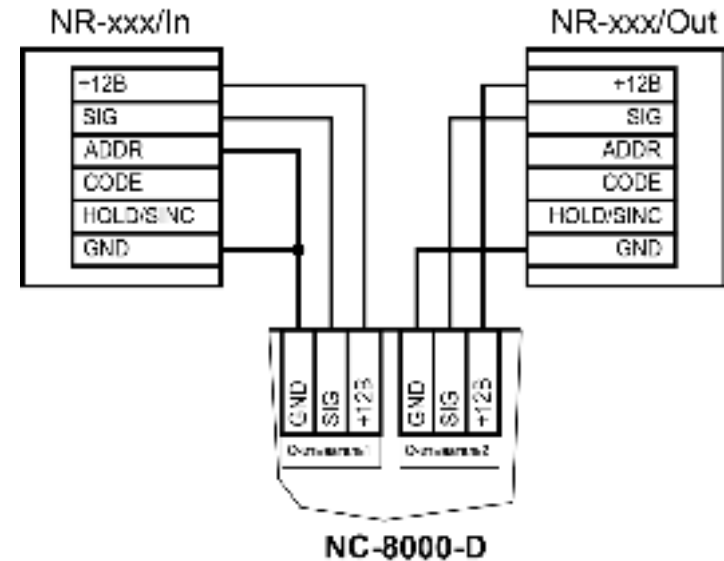 NR-xxx/In
NR-xxx/Out
+12В
SIG
ADDR
CODE
HOLD/SINC
GND
+12В
SIG
ADDR
CODE
HOLD/SINC
GND
GND
SIG
+12В
GND
SIG
+12В
NC-8000-D